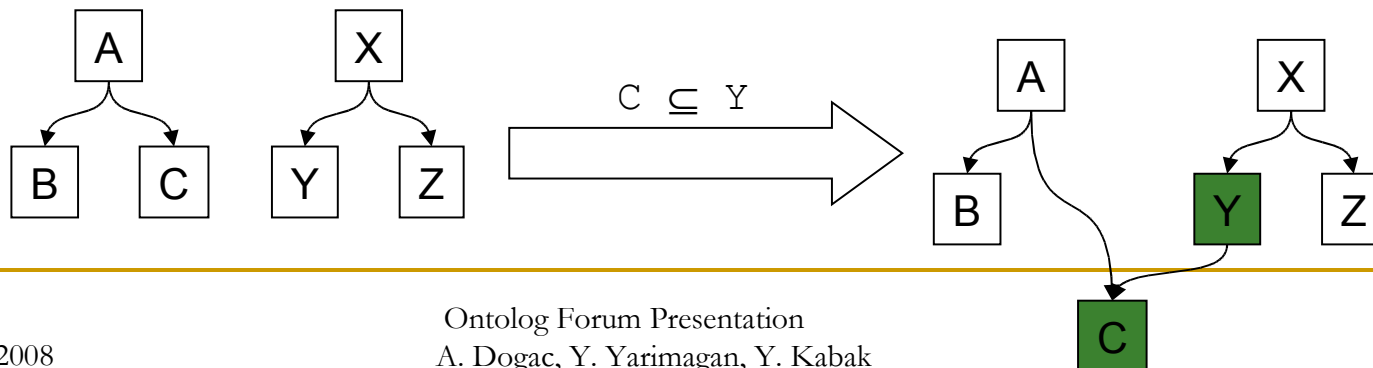 A X
B C Y Z
C ⊆ Y
A X
B Y Z
C
Ontolog Forum Presentation
2008 A. Dogac, Y. Yarimagan, Y. Kabak